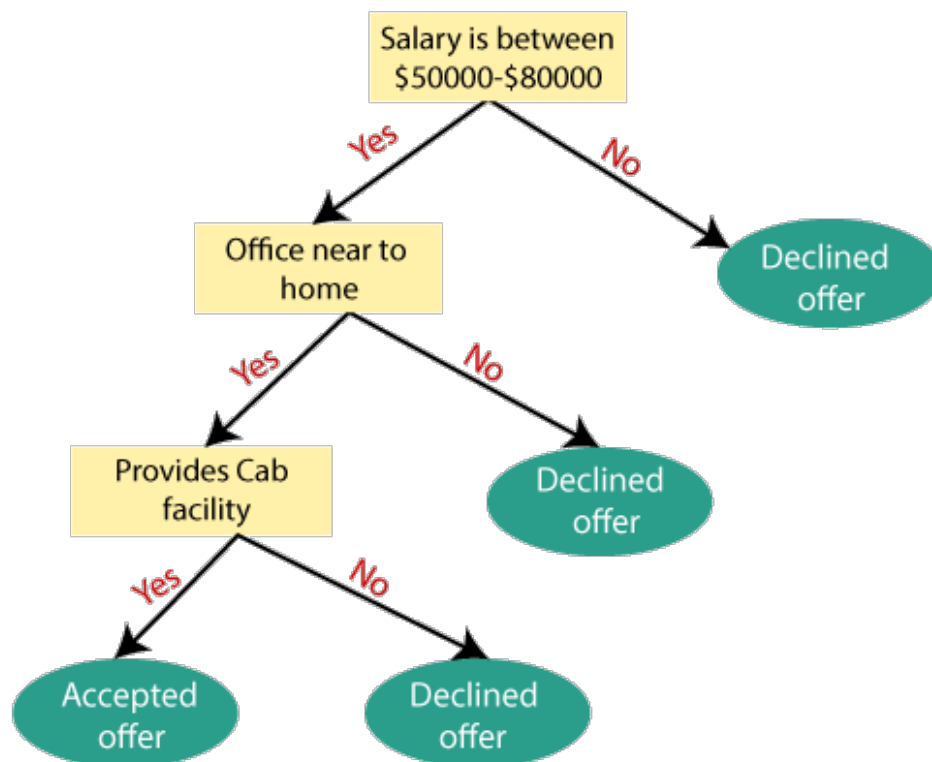 Salary is between
$50000-$80000
Yes
No
Office near to
home
Declined
offer
Yes
No
Provides Cab
facility
Declined
offer
Yes
No
Accepted
offer
Declined
offer